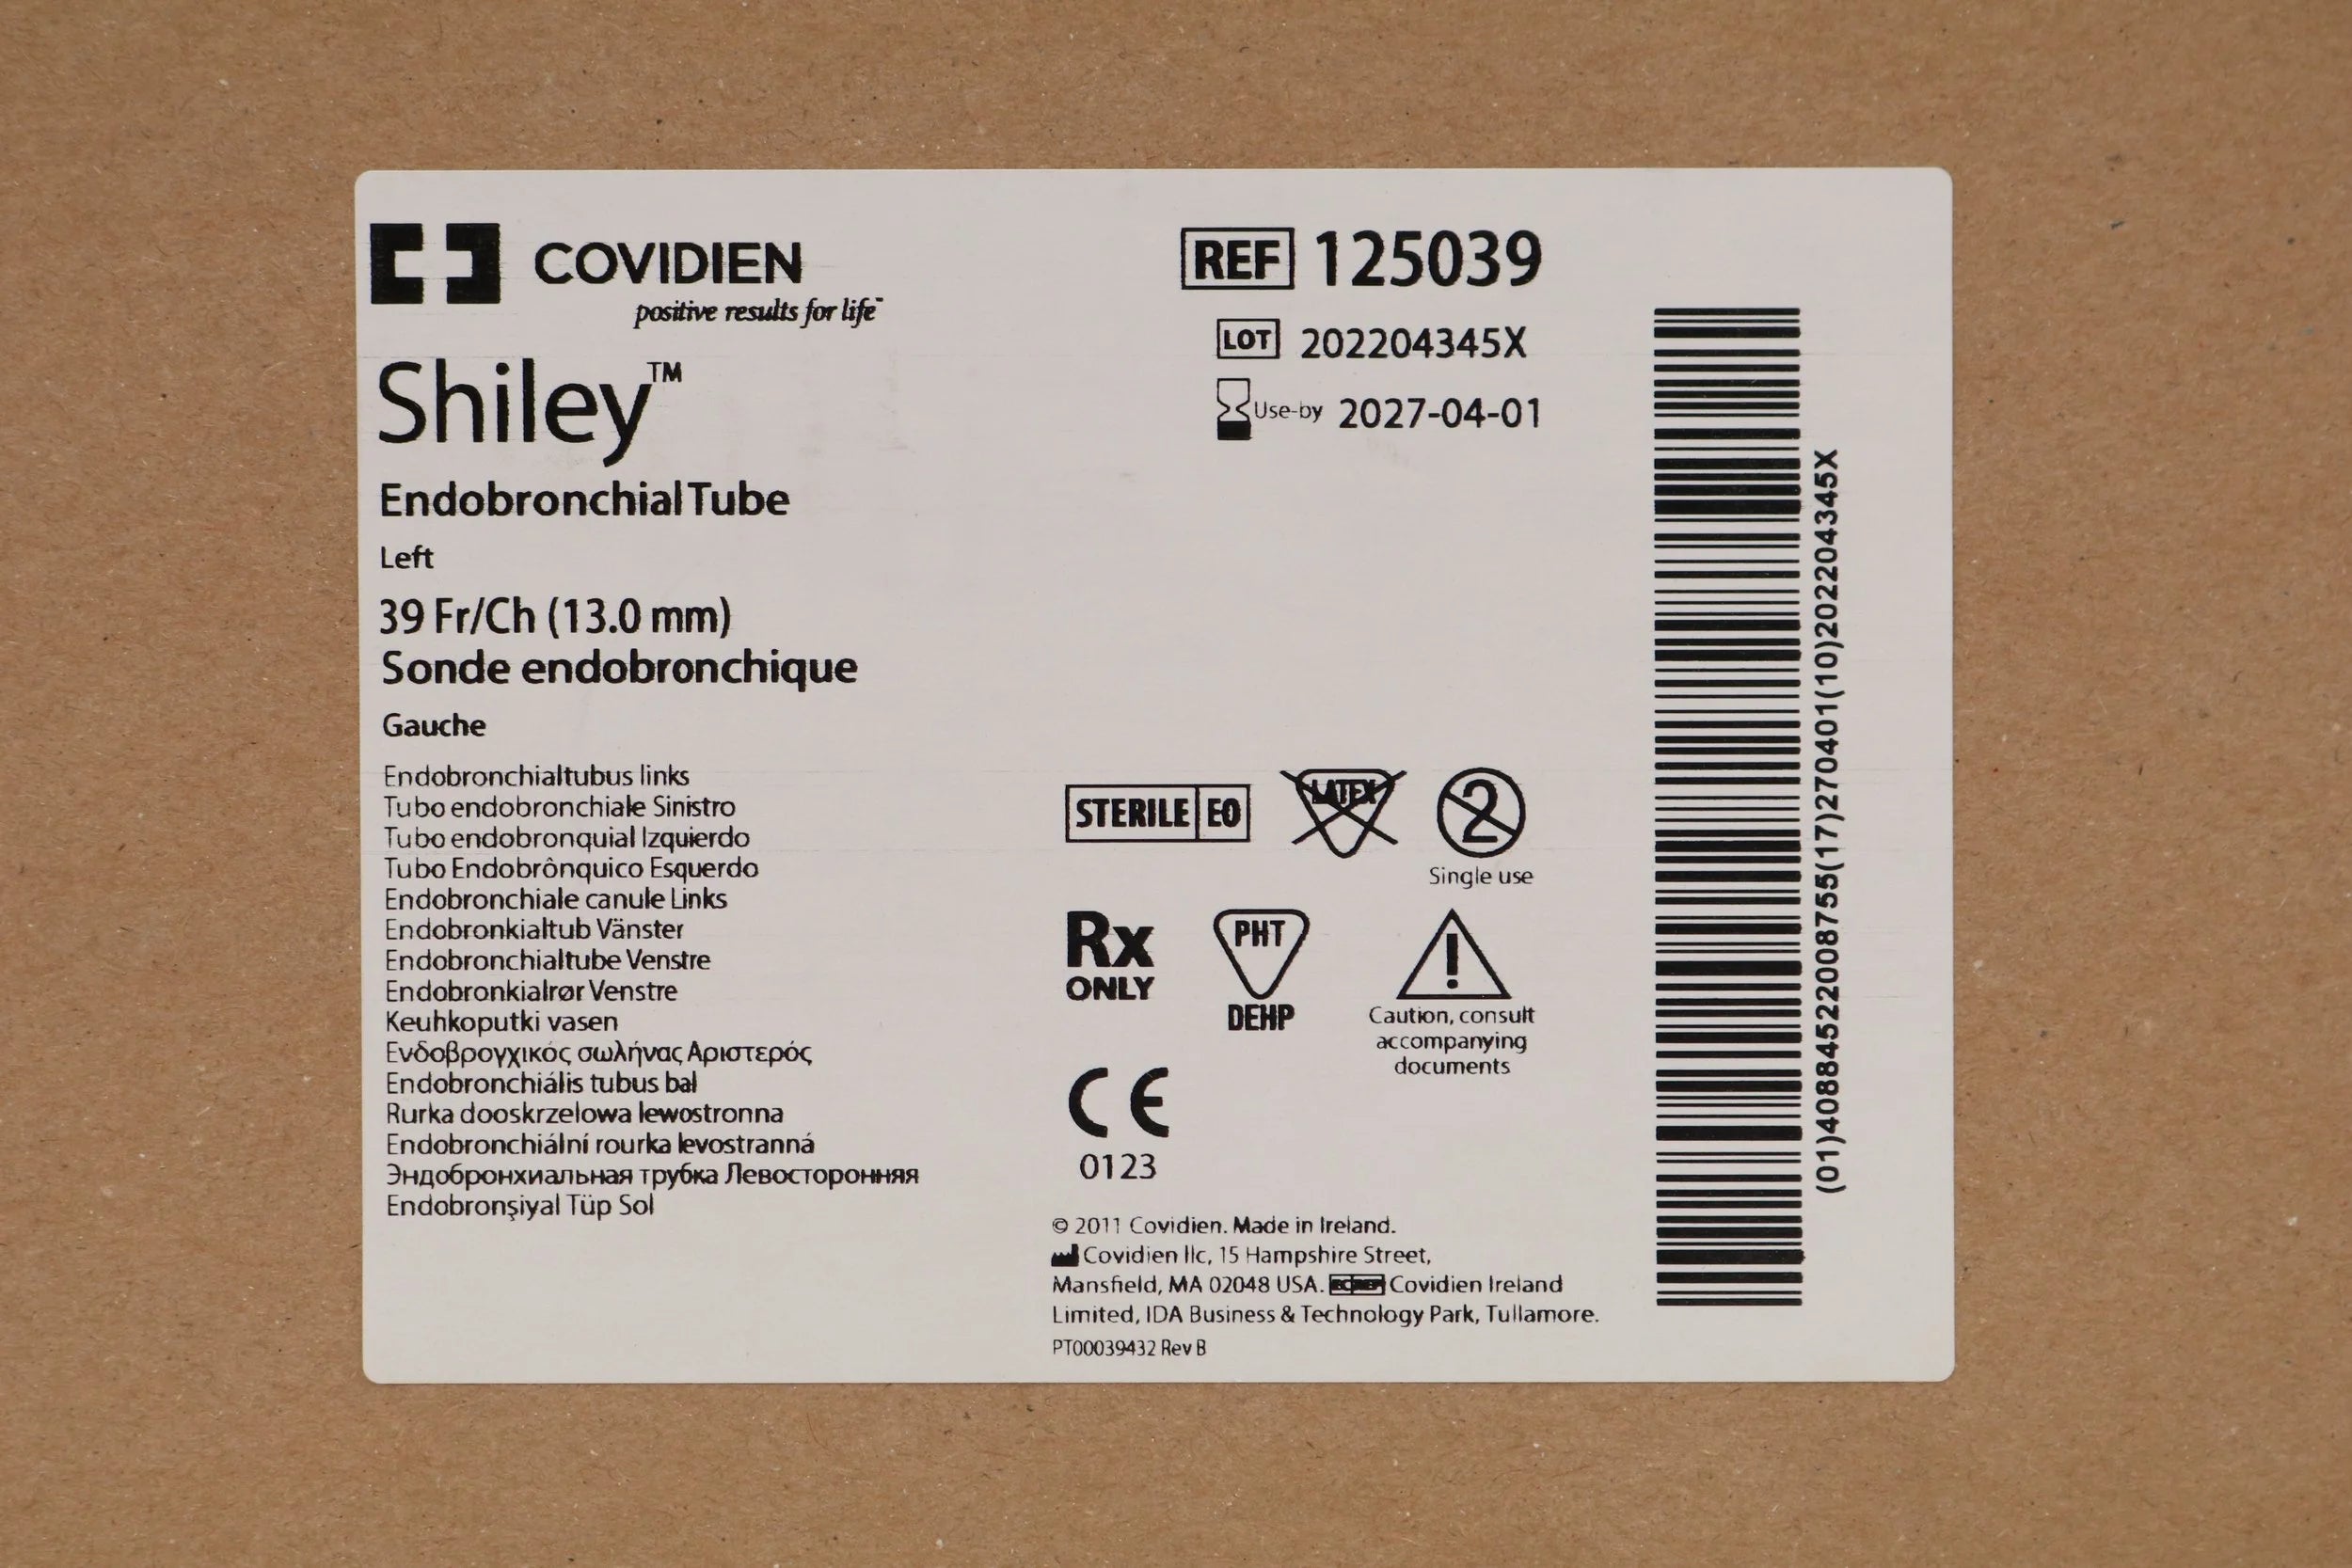 COVIDIEN
positive results for life™
Shiley™
Endobronchial Tube
Left
39 Fr/Ch (13.0 mm)
Sonde endobronchique
Gauche
Endobronchialtubus links
Tubo endobronchiale Sinistro
Tubo endobronquial Izquierdo
Tubo Endobrônquico Esquerdo
Endobronchiale canule Links
Endobronkialtub Vänster
Endobronchialtube Venstre
Endobronkialrør Venstre
Keuhkoputki vasen
Ενδοβρογχικός σωλήνας Αριστερός
Endobronchiális tubus bal
Rurka dooskrzelowa lewostronna
Endobronchiální rourka levostranná
Эндобронхиальная трубка Левосторонняя
Endobronşiyal Tüp Sol
REF 125039
LOT 202204345X
Use-by 2027-04-01
STERILE EO
LATEX
2
Single use
Rx
ONLY
PHT
DEHP
!
Caution, consult
accompanying
documents
CE
0123
© 2011 Covidien. Made in Ireland.
Covidien llc, 15 Hampshire Street,
Mansfield, MA 02048 USA. EC REP Covidien Ireland
Limited, IDA Business & Technology Park, Tullamore.
PT00039432 Rev B
(01)40884522008755(17)270401(10)202204345X